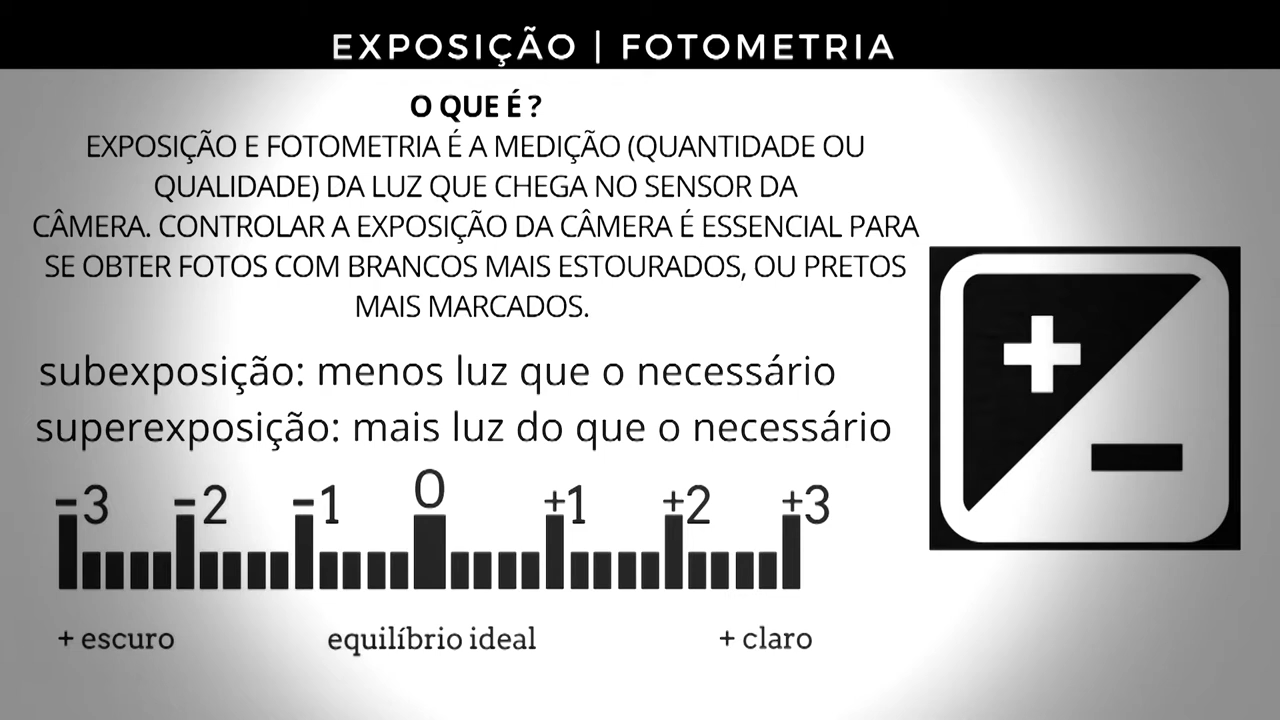 EXPOSIÇÃO | FOTOMETRIA
O QUE É ?
EXPOSIÇÃO E FOTOMETRIA É A MEDIÇÃO (QUANTIDADE OU
QUALIDADE) DA LUZ QUE CHEGA NO SENSOR DA
CÂMERA. CONTROLAR A EXPOSIÇÃO DA CÂMERA É ESSENCIAL PARA
SE OBTER FOTOS COM BRANCOS MAIS ESTOURADOS, OU PRETOS
MAIS MARCADOS.
subexposição: menos luz que o necessário
superexposição: mais luz do que o necessário
-3 -2 -1 0 +1 +2 +3
+ escuro equilíbrio ideal + claro